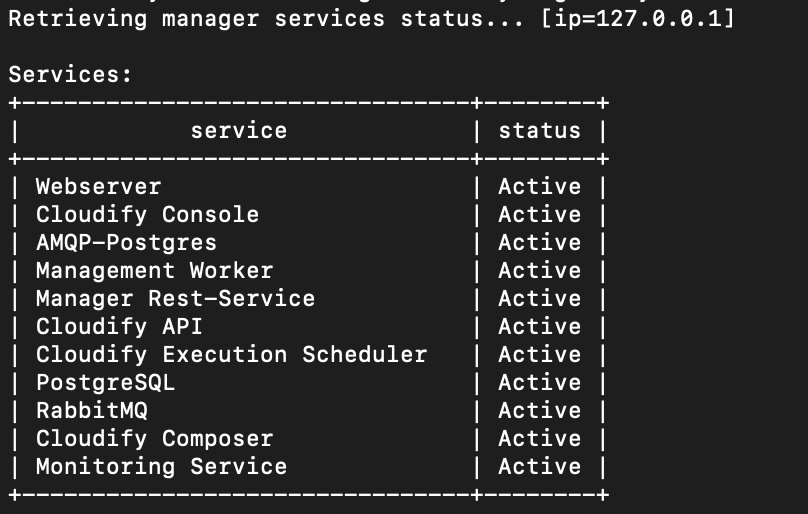 Retrieving manager services status... [ip=127.0.0.1]
Services:
+--------------------------------+--------+
|            service             | status |
+--------------------------------+--------+
| Webserver                      | Active |
| Cloudify Console               | Active |
| AMQP-Postgres                  | Active |
| Management Worker              | Active |
| Manager Rest-Service           | Active |
| Cloudify API                   | Active |
| Cloudify Execution Scheduler   | Active |
| PostgreSQL                     | Active |
| RabbitMQ                       | Active |
| Cloudify Composer              | Active |
| Monitoring Service             | Active |
+--------------------------------+--------+